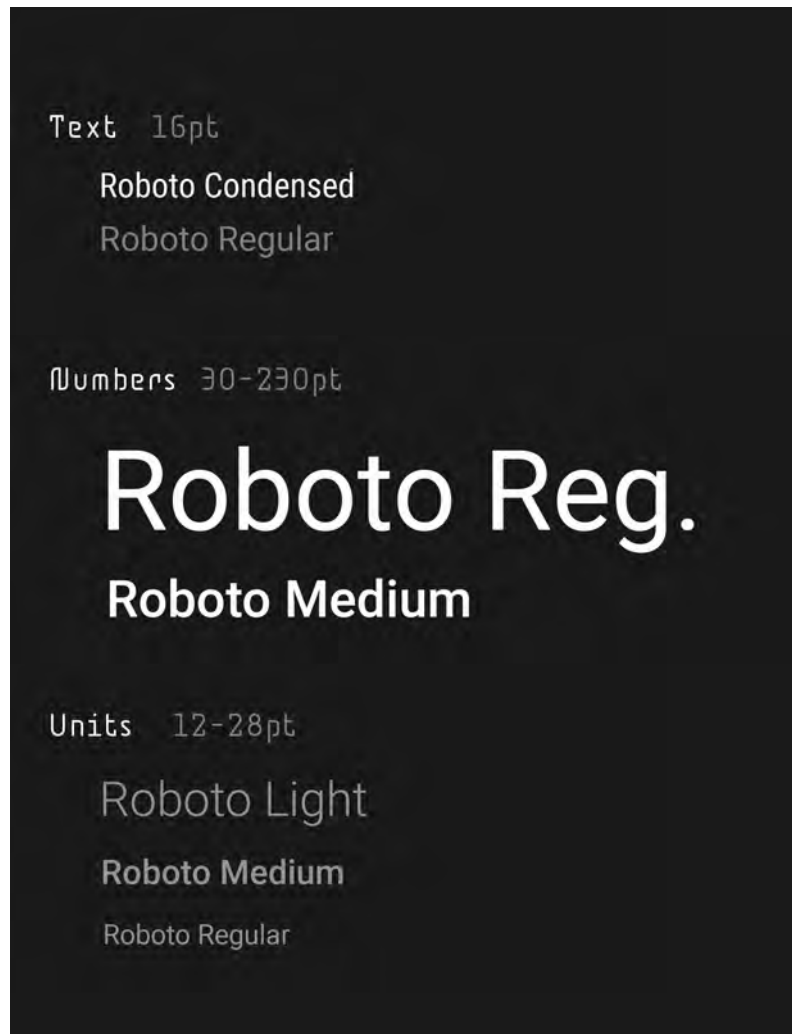 Text 16pt
Roboto Condensed
Roboto Regular
Numbers 30-230pt
Roboto Reg.
Roboto Medium
Units 12-28pt
Roboto Light
Roboto Medium
Roboto Regular